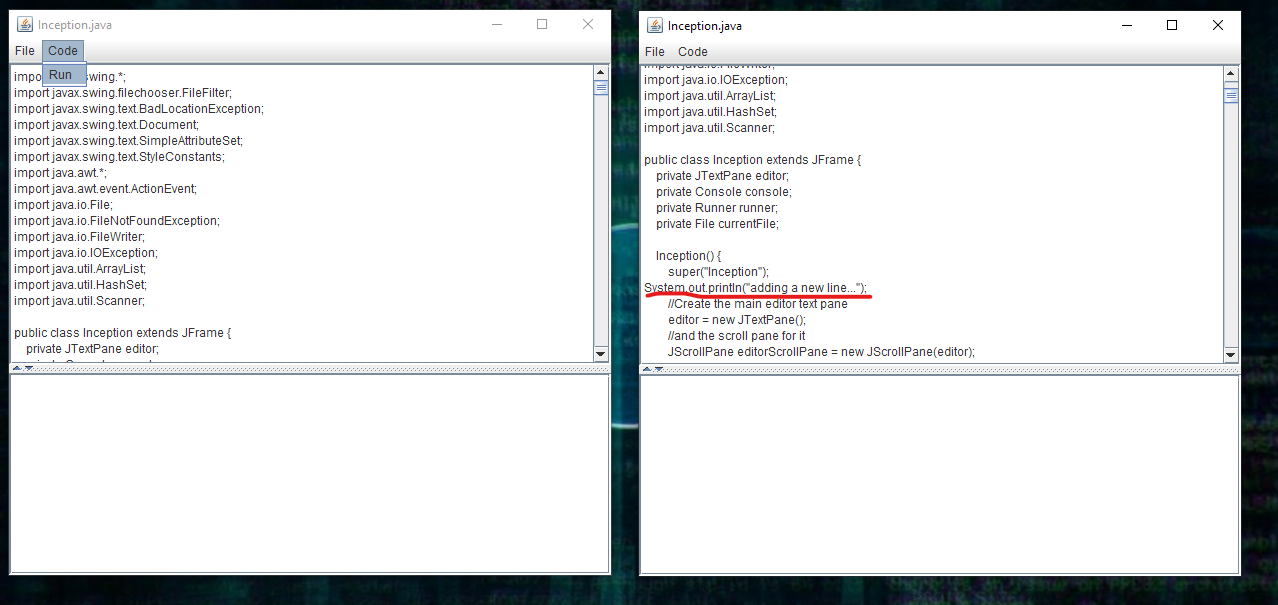 Inception.java
File Code
Run
import swing.*;
import javax.swing.filechooser.FileFilter;
import javax.swing.text.BadLocationException;
import javax.swing.text.Document;
import javax.swing.text.SimpleAttributeSet;
import javax.swing.text.StyleConstants;
import java.awt.*;
import java.awt.event.ActionEvent;
import java.io.File;
import java.io.FileNotFoundException;
import java.io.FileWriter;
import java.io.IOException;
import java.util.ArrayList;
import java.util.HashSet;
import java.util.Scanner;
public class Inception extends JFrame {
private JTextPane editor;
Inception.java
File Code
import java.io.FileWriter;
import java.io.IOException;
import java.util.ArrayList;
import java.util.HashSet;
import java.util.Scanner;
public class Inception extends JFrame {
private JTextPane editor;
private Console console;
private Runner runner;
private File currentFile;
Inception() {
super("Inception");
System.out.println("adding a new line...");
//Create the main editor text pane
editor = new JTextPane();
//and the scroll pane for it
JScrollPane editorScrollPane = new JScrollPane(editor);